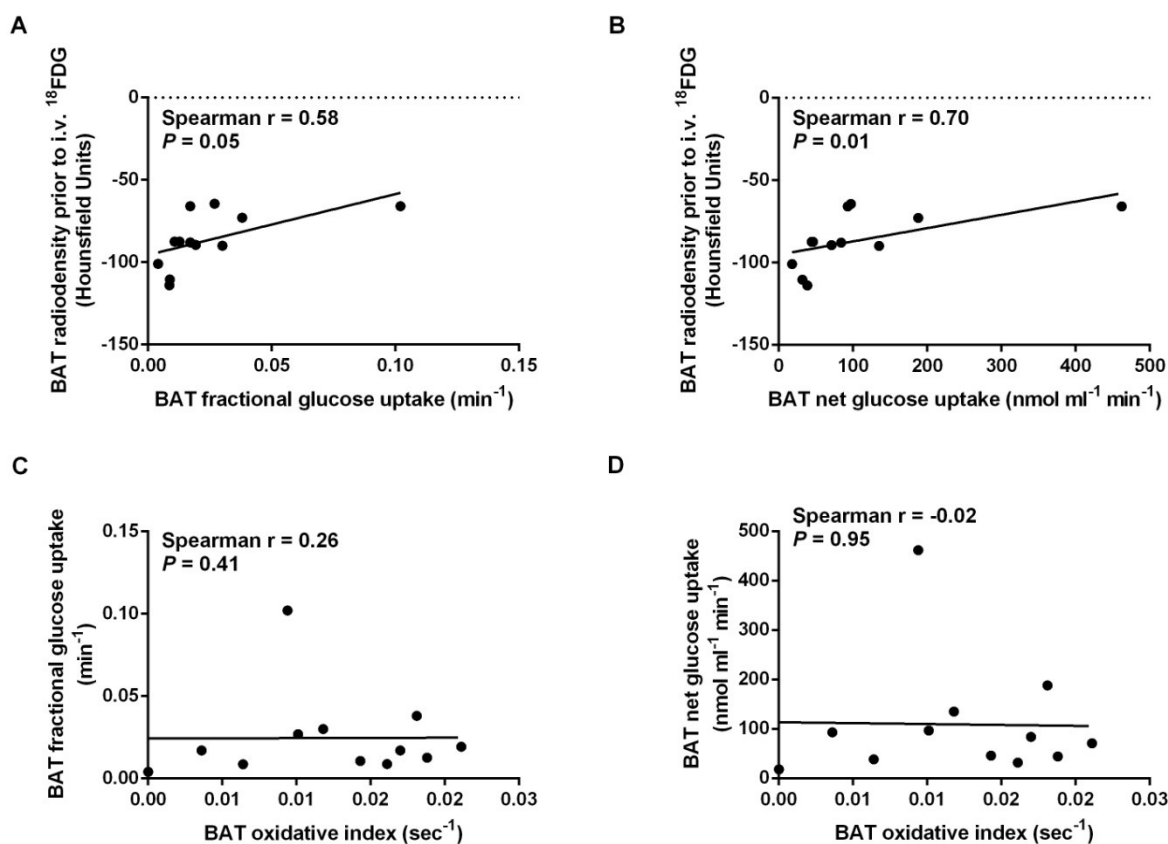 A
BAT radiodensity prior to i.v. ¹⁸FDG
(Hounsfield Units)
0
-50
-100
-150
Spearman r = 0.58
P = 0.05
0.00 0.05 0.10 0.15
BAT fractional glucose uptake (min⁻¹)
B
BAT radiodensity prior to i.v. ¹⁸FDG
(Hounsfield Units)
0
-50
-100
-150
Spearman r = 0.70
P = 0.01
0 100 200 300 400 500
BAT net glucose uptake (nmol ml⁻¹ min⁻¹)
C
BAT fractional glucose uptake
(min⁻¹)
0.15
0.10
0.05
0.00
Spearman r = 0.26
P = 0.41
0.00 0.01 0.01 0.02 0.02 0.03
BAT oxidative index (sec⁻¹)
D
BAT net glucose uptake
(nmol ml⁻¹ min⁻¹)
500
400
300
200
100
0
Spearman r = -0.02
P = 0.95
0.00 0.01 0.01 0.02 0.02 0.03
BAT oxidative index (sec⁻¹)